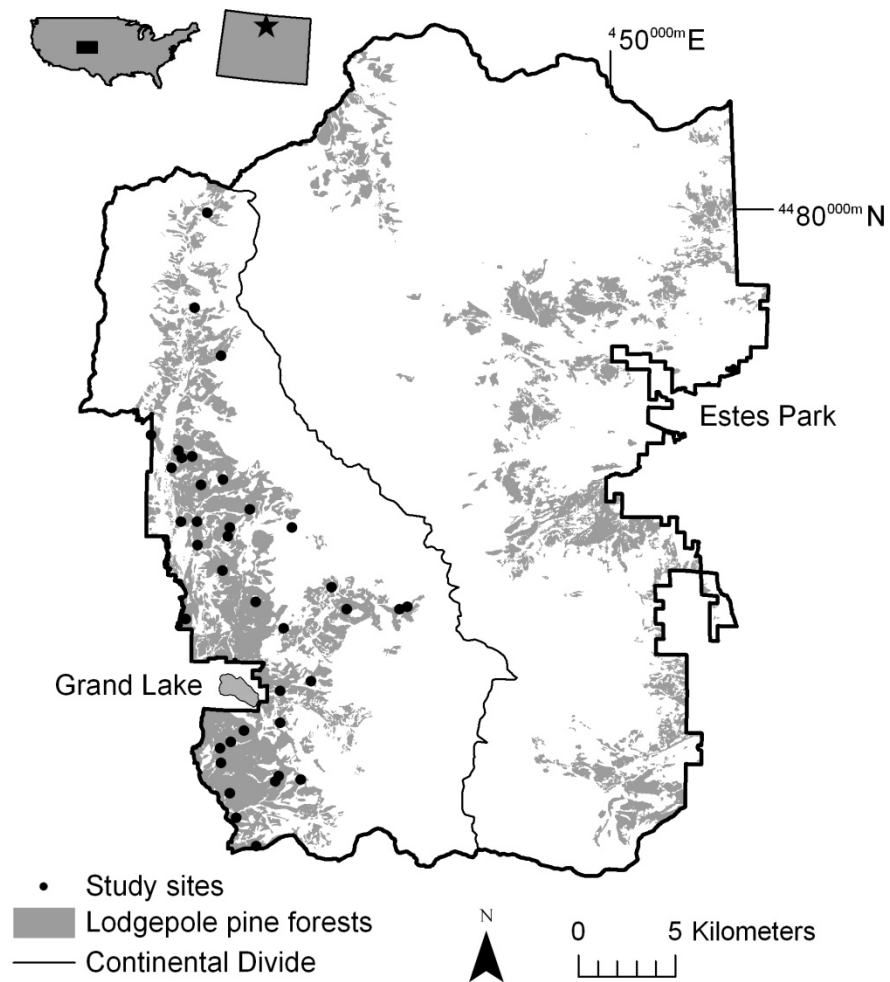 ⁴50⁰⁰⁰ᵐE
⁴⁴80⁰⁰⁰ᵐN
Estes Park
Grand Lake
Study sites
Lodgepole pine forests
Continental Divide
N
0 5 Kilometers